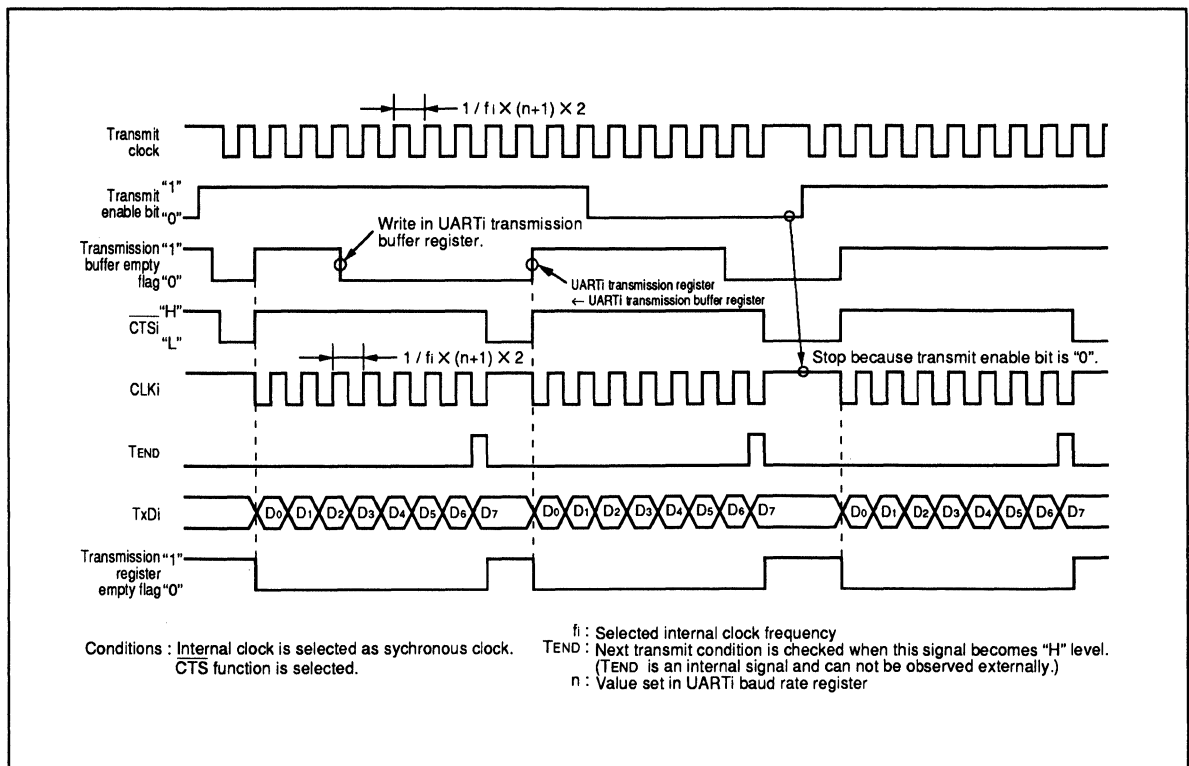 1 / fi X (n+1) X 2
Transmit
clock
Transmit "1"
enable bit "0"
Write in UARTi transmission
buffer register.
Transmission "1"
buffer empty
flag "0"
UARTi transmission register
← UARTi transmission buffer register
CTSi "H"
"L"
1 / fi X (n+1) X 2
Stop because transmit enable bit is "0".
CLKi
TEND
TxDi
D0 D1 D2 D3 D4 D5 D6 D7 D0 D1 D2 D3 D4 D5 D6 D7 D0 D1 D2 D3 D4 D5 D6 D7
Transmission "1"
register
empty flag "0"
Conditions : Internal clock is selected as sychronous clock.
CTS function is selected.
fi : Selected internal clock frequency
TEND : Next transmit condition is checked when this signal becomes "H" level.
(TEND is an internal signal and can not be observed externally.)
n : Value set in UARTi baud rate register